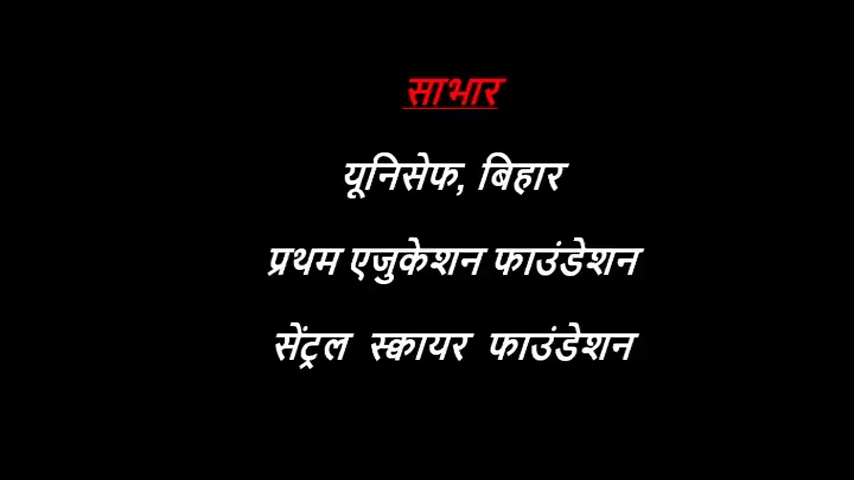 साभार
यूनिसेफ, बिहार
प्रथम एजुकेशन फाउंडेशन
सेंट्रल स्क्वायर फाउंडेशन